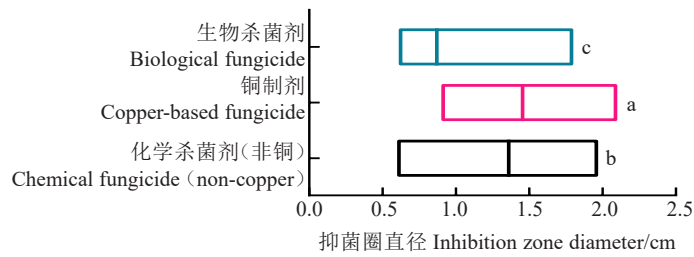 生物杀菌剂
Biological fungicide
c
铜制剂
Copper-based fungicide
a
化学杀菌剂(非铜)
Chemical fungicide（non-copper）
b
0.0 0.5 1.0 1.5 2.0 2.5
抑菌圈直径 Inhibition zone diameter/cm